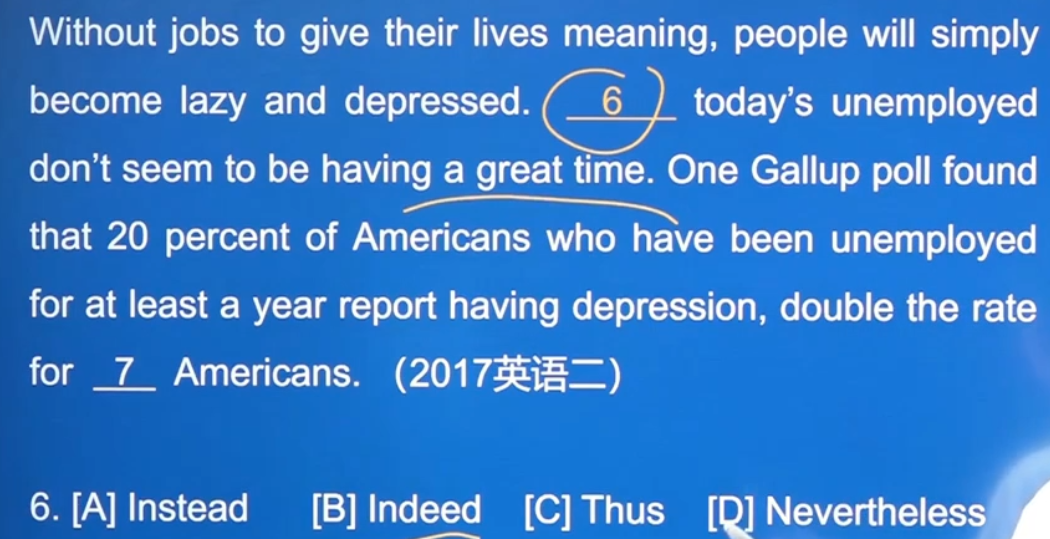 Without jobs to give their lives meaning, people will simply
become lazy and depressed. 6 today's unemployed
don't seem to be having a great time. One Gallup poll found
that 20 percent of Americans who have been unemployed
for at least a year report having depression, double the rate
for 7 Americans. (2017英语二)
6. [A] Instead [B] Indeed [C] Thus [D] Nevertheless